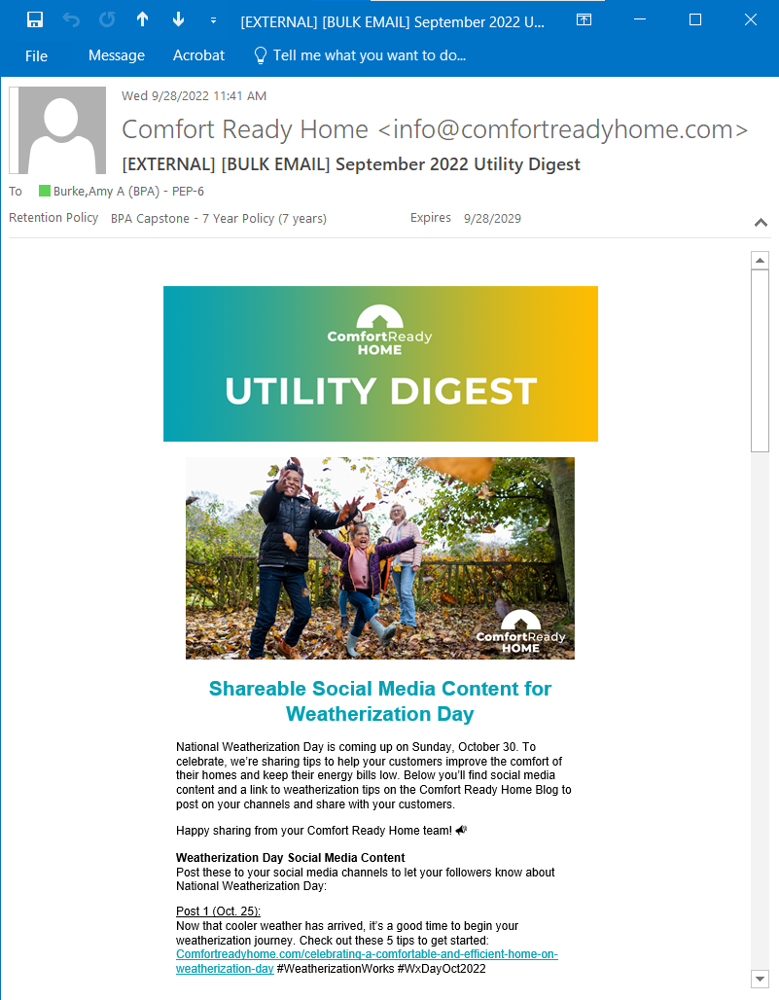 [EXTERNAL] [BULK EMAIL] September 2022 U...
File Message Acrobat Tell me what you want to do...
Wed 9/28/2022 11:41 AM
Comfort Ready Home <info@comfortreadyhome.com>
[EXTERNAL] [BULK EMAIL] September 2022 Utility Digest
To Burke,Amy A (BPA) - PEP-6
Retention Policy BPA Capstone - 7 Year Policy (7 years) Expires 9/28/2029
ComfortReady
HOME
UTILITY DIGEST
ComfortReady
HOME
Shareable Social Media Content for
Weatherization Day
National Weatherization Day is coming up on Sunday, October 30. To
celebrate, we're sharing tips to help your customers improve the comfort of
their homes and keep their energy bills low. Below you'll find social media
content and a link to weatherization tips on the Comfort Ready Home Blog to
post on your channels and share with your customers.
Happy sharing from your Comfort Ready Home team!
Weatherization Day Social Media Content
Post these to your social media channels to let your followers know about
National Weatherization Day:
Post 1 (Oct. 25):
Now that cooler weather has arrived, it's a good time to begin your
weatherization journey. Check out these 5 tips to get started:
Comfortreadyhome.com/celebrating-a-comfortable-and-efficient-home-on-
weatherization-day #WeatherizationWorks #WxDayOct2022